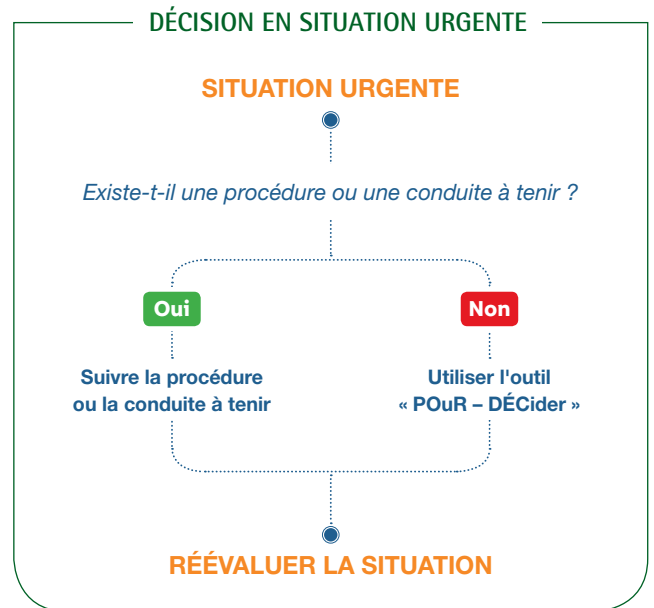 DÉCISION EN SITUATION URGENTE
SITUATION URGENTE
Existe-t-il une procédure ou une conduite à tenir ?
Oui
Non
Suivre la procédure
ou la conduite à tenir
Utiliser l'outil
« POuR – DÉCider »
RÉÉVALUER LA SITUATION